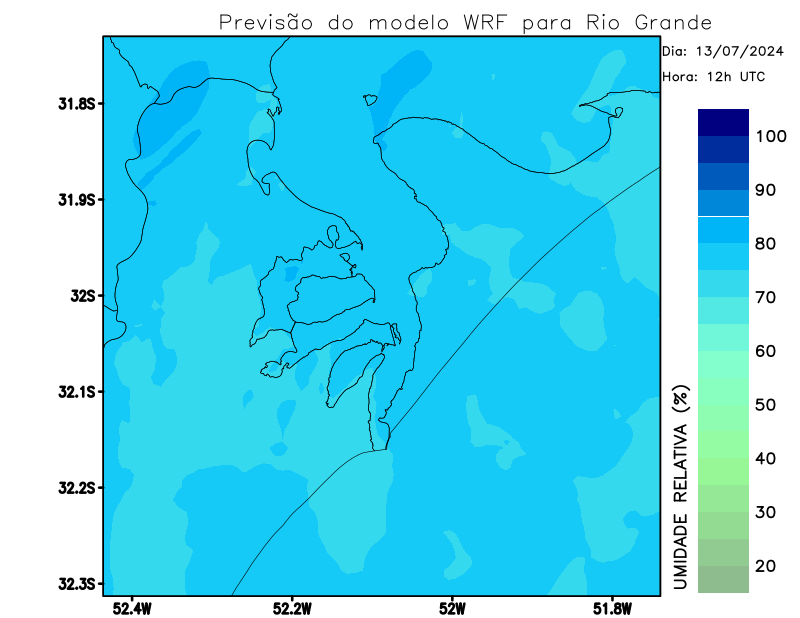 Previsão do modelo WRF para Rio Grande
Dia: 13/07/2024
Hora: 12h UTC
31.8S
31.9S
32S
32.1S
32.2S
32.3S
52.4W
52.2W
52W
51.8W
100
90
80
70
60
50
40
30
20
UMIDADE RELATIVA (%)